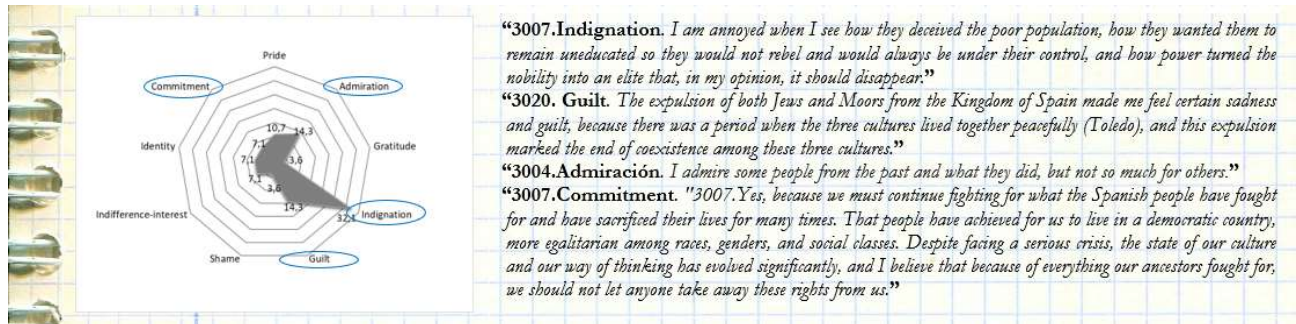 Pride
Commitment
Admiration
10,7
14,3
7,1
Identity
Gratitude
7,1
3,6
7,1
3,6
14,3
32,1
Indignation
Indifference-interest
Shame
Guilt
“3007.Indignation. I am annoyed when I see how they deceived the poor population, how they wanted them to
remain uneducated so they would not rebel and would always be under their control, and how power turned the
nobility into an elite that, in my opinion, it should disappear.”
“3020. Guilt. The expulsion of both Jews and Moors from the Kingdom of Spain made me feel certain sadness
and guilt, because there was a period when the three cultures lived together peacefully (Toledo), and this expulsion
marked the end of coexistence among these three cultures.”
“3004.Admiración. I admire some people from the past and what they did, but not so much for others.”
“3007.Commitment. "3007.Yes, because we must continue fighting for what the Spanish people have fought
for and have sacrificed their lives for many times. That people have achieved for us to live in a democratic country,
more egalitarian among races, genders, and social classes. Despite facing a serious crisis, the state of our culture
and our way of thinking has evolved significantly, and I believe that because of everything our ancestors fought for,
we should not let anyone take away these rights from us.”